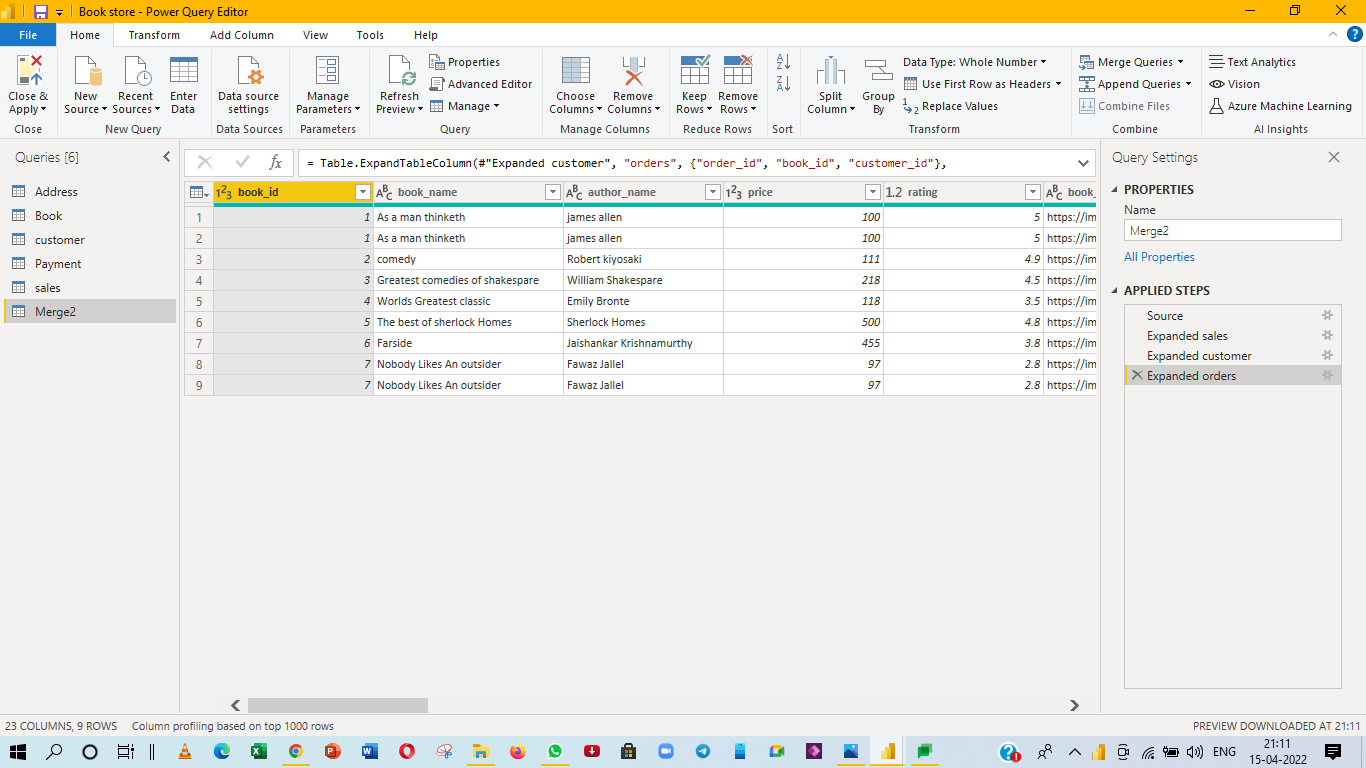 Book store - Power Query Editor
File Home Transform Add Column View Tools Help
Close & Apply
New Source
Recent Sources
Enter Data
Data source settings
Manage Parameters
Refresh Preview
Properties
Advanced Editor
Manage
Choose Columns
Remove Columns
Keep Rows
Remove Rows
Split Column
Group By
Data Type: Whole Number
Use First Row as Headers
Replace Values
Merge Queries
Append Queries
Combine Files
Text Analytics
Vision
Azure Machine Learning
Close New Query Data Sources Parameters Query Manage Columns Reduce Rows Sort Transform Combine AI Insights
Queries [6]
Address
Book
customer
Payment
sales
Merge2
= Table.ExpandTableColumn(#"Expanded customer", "orders", {"order_id", "book_id", "customer_id"},
book_id book_name author_name price 1.2 rating book_
1 1 As a man thinketh james allen 100 5 https://im
2 1 As a man thinketh james allen 100 5 https://im
3 2 comedy Robert kiyosaki 111 4.9 https://im
4 3 Greatest comedies of shakespare William Shakespare 218 4.5 https://im
5 4 Worlds Greatest classic Emily Bronte 118 3.5 https://im
6 5 The best of sherlock Homes Sherlock Homes 500 4.8 https://im
7 6 Farside Jaishankar Krishnamurthy 455 3.8 https://im
8 7 Nobody Likes An outsider Fawaz Jallel 97 2.8 https://im
9 7 Nobody Likes An outsider Fawaz Jallel 97 2.8 https://im
Query Settings
PROPERTIES
Name
Merge2
All Properties
APPLIED STEPS
Source
Expanded sales
Expanded customer
Expanded orders
23 COLUMNS, 9 ROWS Column profiling based on top 1000 rows PREVIEW DOWNLOADED AT 21:11
ENG
21:11
15-04-2022